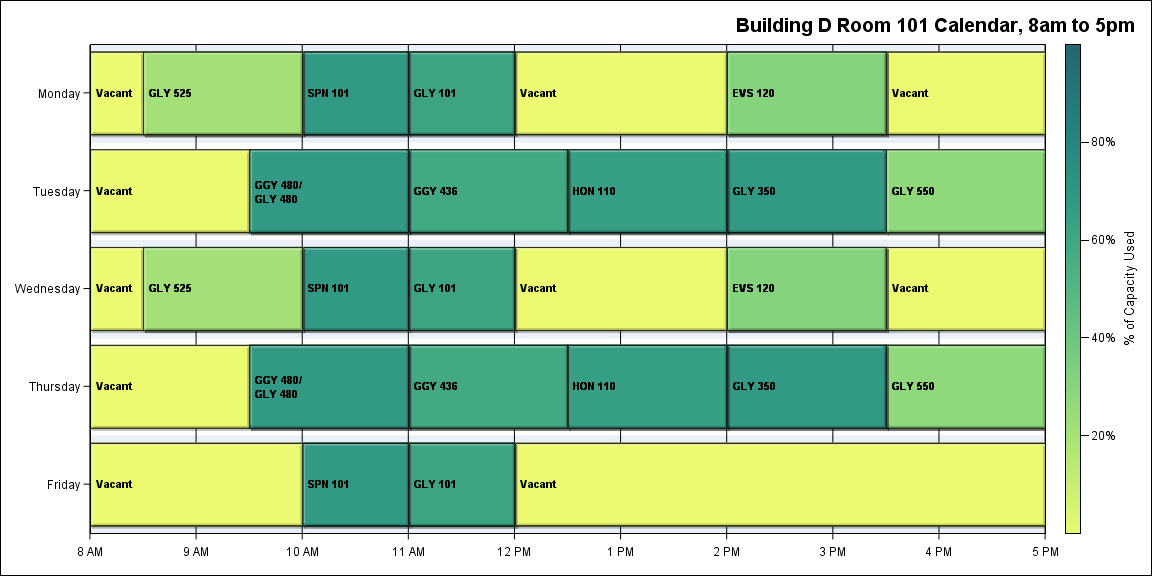 Building D Room 101 Calendar, 8am to 5pm
Monday
Vacant
GLY 525
SPN 101
GLY 101
Vacant
EVS 120
Vacant
Tuesday
Vacant
GGY 480/
GLY 480
GGY 436
HON 110
GLY 350
GLY 550
Wednesday
Vacant
GLY 525
SPN 101
GLY 101
Vacant
EVS 120
Vacant
Thursday
Vacant
GGY 480/
GLY 480
GGY 436
HON 110
GLY 350
GLY 550
Friday
Vacant
SPN 101
GLY 101
Vacant
8 AM
9 AM
10 AM
11 AM
12 PM
1 PM
2 PM
3 PM
4 PM
5 PM
80%
60%
40%
20%
% of Capacity Used